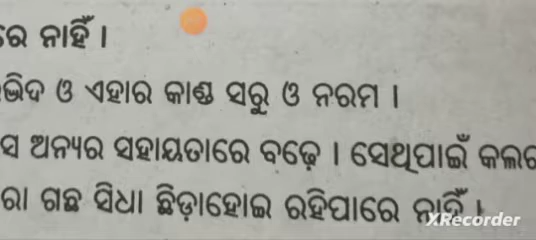 ରେ ନାହିଁ ।
ଓ ଏହାର କାଣ୍ଡ ସରୁ ଓ ନରମ ।
ଅନ୍ୟର ସହାୟତାରେ ବଢ଼େ । ସେଥିପାଇଁ
ଗଛ ସିଧା ଛିଡ଼ାହୋଇ ରହିପାରେ ନାହିଁ ।
XRecorder